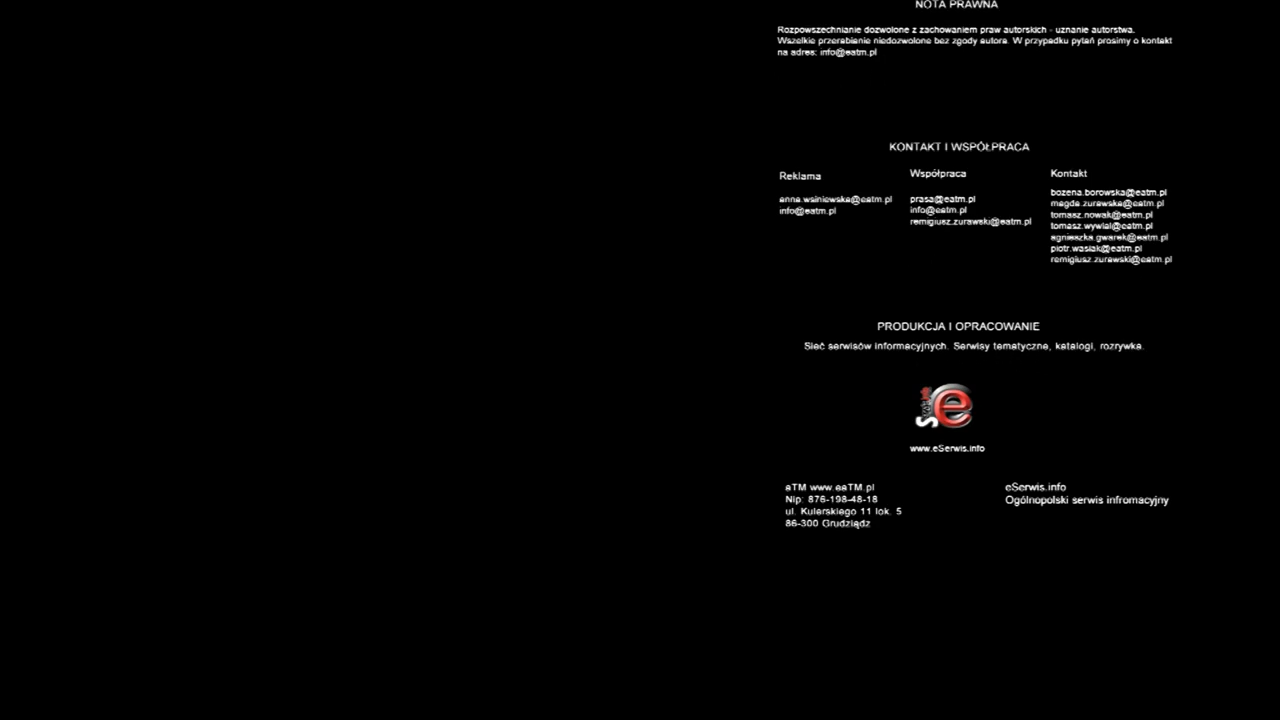 NOTA PRAWNA
Rozpowszechnianie dozwolone z zachowaniem praw autorskich - uznanie autorstwa.
Wszelkie przerabianie niedozwolone bez zgody autora. W przypadku pytań prosimy o kontakt
na adres: info@eatm.pl
KONTAKT I WSPÓŁPRACA
Reklama
anna.wsiniewska@eatm.pl
info@eatm.pl
Współpraca
prasa@eatm.pl
info@eatm.pl
remigiusz.zurawski@eatm.pl
Kontakt
bozena.borowska@eatm.pl
magda.zurawska@eatm.pl
tomasz.nowak@eatm.pl
tomasz.wywial@eatm.pl
agnieszka.gwarek@eatm.pl
piotr.wasiak@eatm.pl
remigiusz.zurawski@eatm.pl
PRODUKCJA I OPRACOWANIE
Sieć serwisów informacyjnych. Serwisy tematyczne, katalogi, rozrywka.
e
www.eSerwis.info
eTM www.eaTM.pl
Nip: 876-198-48-18
ul. Kulerskiego 11 lok. 5
86-300 Grudziądz
eSerwis.info
Ogólnopolski serwis infromacyjny